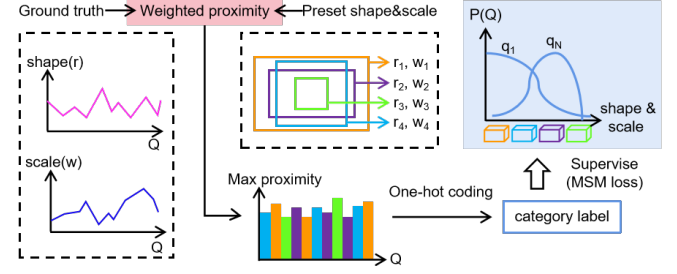 Ground truth
Weighted proximity
Preset shape&scale
shape(r)
Q
scale(w)
Q
r1, w1
r2, w2
r3, w3
r4, w4
Max proximity
Q
One-hot coding
category label
Supervise
(MSM loss)
P(Q)
q1
qN
shape &
scale